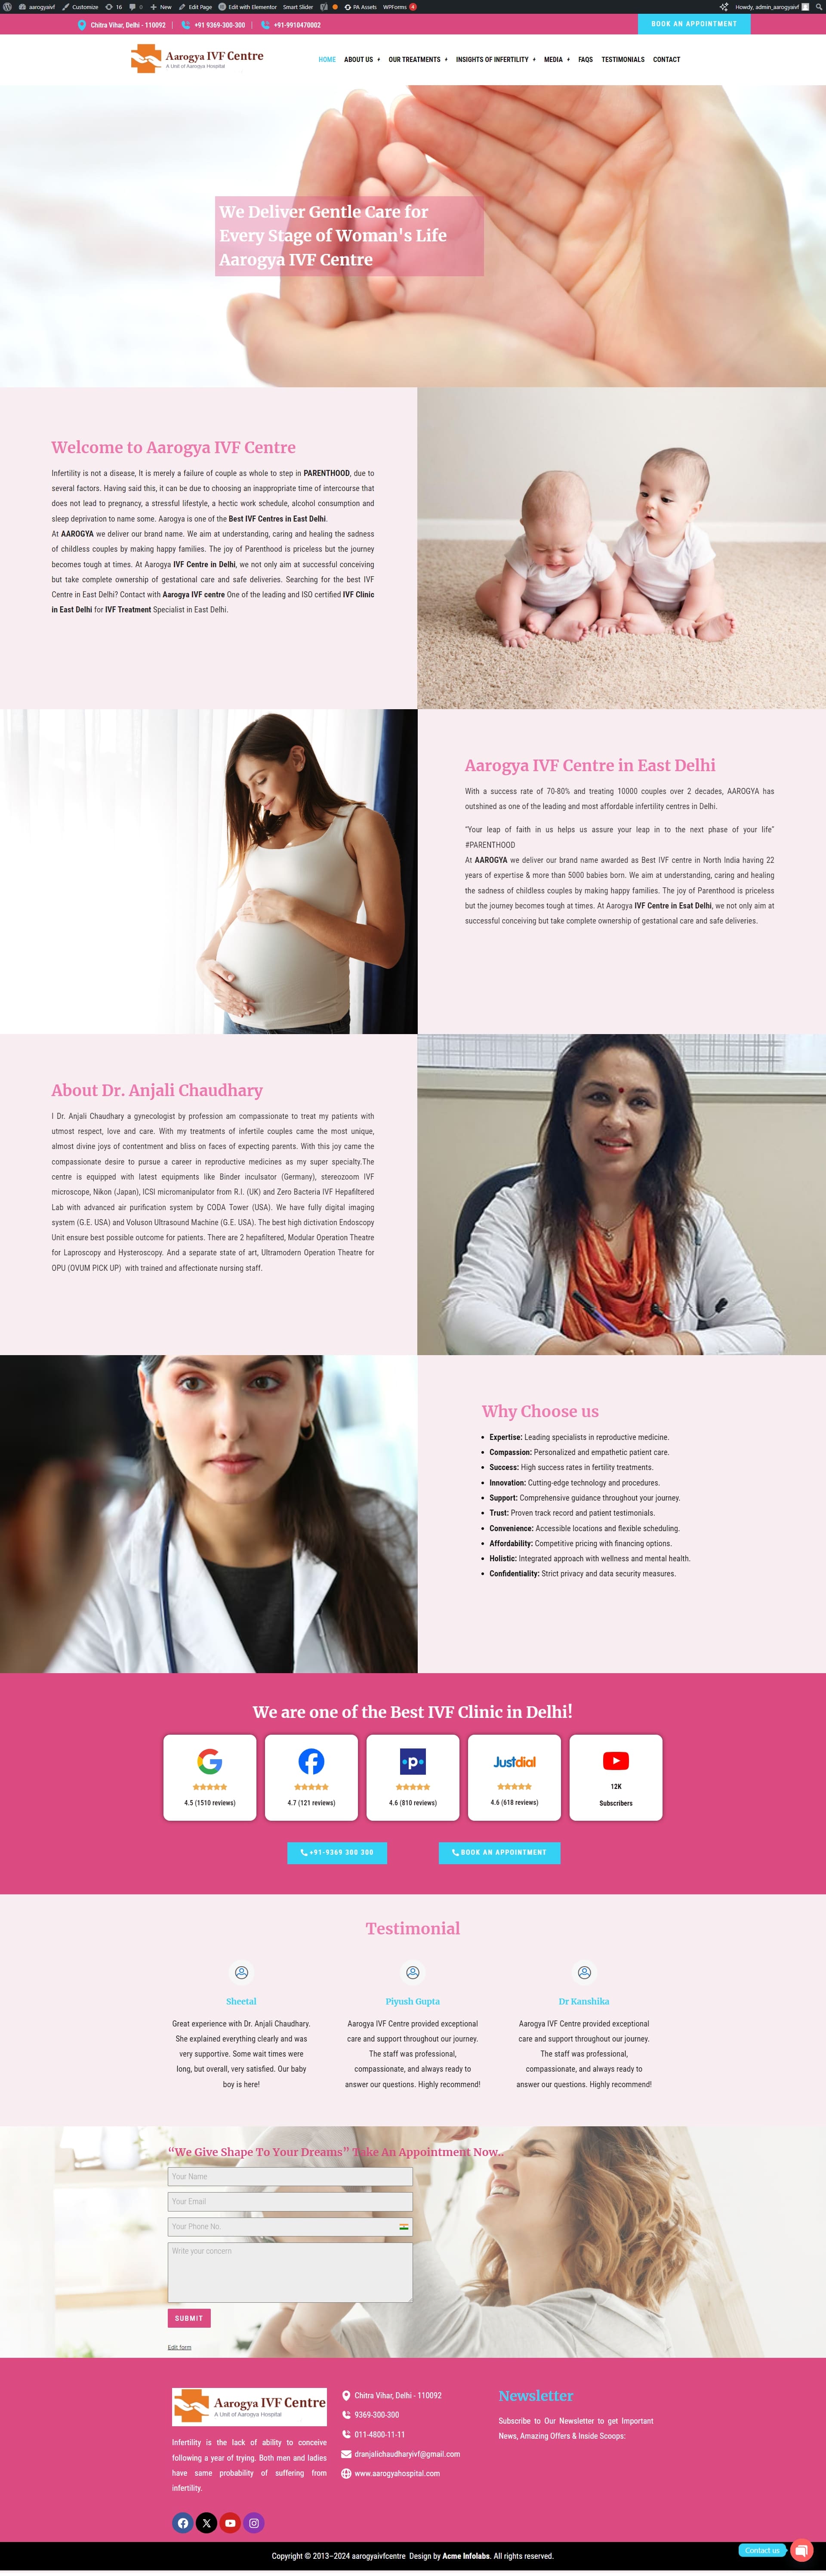 aarogyaivf Customize 16 0 New Edit Page Edit with Elementor Smart Slider PA Assets WPForms 4 Howdy, admin_aarogyaivf
Chitra Vihar, Delhi - 110092 | +91 9369-300-300 | +91-9910470002 BOOK AN APPOINTMENT
Aarogya IVF Centre
A Unit of Aarogya Hospital
HOME ABOUT US OUR TREATMENTS INSIGHTS OF INFERTILITY MEDIA FAQS TESTIMONIALS CONTACT
We Deliver Gentle Care for
Every Stage of Woman's Life
Aarogya IVF Centre
Welcome to Aarogya IVF Centre
Infertility is not a disease, It is merely a failure of couple as whole to step in PARENTHOOD, due to
several factors. Having said this, it can be due to choosing an inappropriate time of intercourse that
does not lead to pregnancy, a stressful lifestyle, a hectic work schedule, alcohol consumption and
sleep deprivation to name some. Aarogya is one of the Best IVF Centres in East Delhi.
At AAROGYA we deliver our brand name. We aim at understanding, caring and healing the sadness
of childless couples by making happy families. The joy of Parenthood is priceless but the journey
becomes tough at times. At Aarogya IVF Centre in Delhi, we not only aim at successful conceiving
but take complete ownership of gestational care and safe deliveries. Searching for the best IVF
Centre in East Delhi? Contact with Aarogya IVF centre One of the leading and ISO certified IVF Clinic
in East Delhi for IVF Treatment Specialist in East Delhi.
Aarogya IVF Centre in East Delhi
With a success rate of 70-80% and treating 10000 couples over 2 decades, AAROGYA has
outshined as one of the leading and most affordable infertility centres in Delhi.
"Your leap of faith in us helps us assure your leap in to the next phase of your life"
#PARENTHOOD
At AAROGYA we deliver our brand name awarded as Best IVF centre in North India having 22
years of expertise & more than 5000 babies born. We aim at understanding, caring and healing
the sadness of childless couples by making happy families. The joy of Parenthood is priceless
but the journey becomes tough at times. At Aarogya IVF Centre in Esat Delhi, we not only aim at
successful conceiving but take complete ownership of gestational care and safe deliveries.
About Dr. Anjali Chaudhary
I Dr. Anjali Chaudhary a gynecologist by profession am compassionate to treat my patients with
utmost respect, love and care. With my treatments of infertile couples came the most unique,
almost divine joys of contentment and bliss on faces of expecting parents. With this joy came the
compassionate desire to pursue a career in reproductive medicines as my super specialty.The
centre is equipped with latest equipments like Binder inculsator (Germany), stereozoom IVF
microscope, Nikon (Japan), ICSI micromanipulator from R.I. (UK) and Zero Bacteria IVF Hepafiltered
Lab with advanced air purification system by CODA Tower (USA). We have fully digital imaging
system (G.E. USA) and Voluson Ultrasound Machine (G.E. USA). The best high dictivation Endoscopy
Unit ensure best possible outcome for patients. There are 2 hepafiltered, Modular Operation Theatre
for Laproscopy and Hysteroscopy. And a separate state of art, Ultramodern Operation Theatre for
OPU (OVUM PICK UP) with trained and affectionate nursing staff.
Why Choose us
• Expertise: Leading specialists in reproductive medicine.
• Compassion: Personalized and empathetic patient care.
• Success: High success rates in fertility treatments.
• Innovation: Cutting-edge technology and procedures.
• Support: Comprehensive guidance throughout your journey.
• Trust: Proven track record and patient testimonials.
• Convenience: Accessible locations and flexible scheduling.
• Affordability: Competitive pricing with financing options.
• Holistic: Integrated approach with wellness and mental health.
• Confidentiality: Strict privacy and data security measures.
We are one of the Best IVF Clinic in Delhi!
4.5 (1510 reviews)
4.7 (121 reviews)
•p•
4.6 (810 reviews)
Justdial
4.6 (618 reviews)
12K
Subscribers
+91-9369 300 300 BOOK AN APPOINTMENT
Testimonial
Sheetal
Great experience with Dr. Anjali Chaudhary.
She explained everything clearly and was
very supportive. Some wait times were
long, but overall, very satisfied. Our baby
boy is here!
Piyush Gupta
Aarogya IVF Centre provided exceptional
care and support throughout our journey.
The staff was professional,
compassionate, and always ready to
answer our questions. Highly recommend!
Dr Kanshika
Aarogya IVF Centre provided exceptional
care and support throughout our journey.
The staff was professional,
compassionate, and always ready to
answer our questions. Highly recommend!
“We Give Shape To Your Dreams” Take An Appointment Now..
Your Name
Your Email
Your Phone No.
Write your concern
SUBMIT
Edit form
Aarogya IVF Centre
A Unit of Aarogya Hospital
Infertility is the lack of ability to conceive
following a year of trying. Both men and ladies
have same probability of suffering from
infertility.
Chitra Vihar, Delhi - 110092
9369-300-300
011-4800-11-11
dranjalichaudharyivf@gmail.com
www.aarogyahospital.com
Newsletter
Subscribe to Our Newsletter to get Important
News, Amazing Offers & Inside Scoops:
Contact us
Copyright © 2013–2024 aarogyaivfcentre Design by Acme Infolabs. All rights reserved.